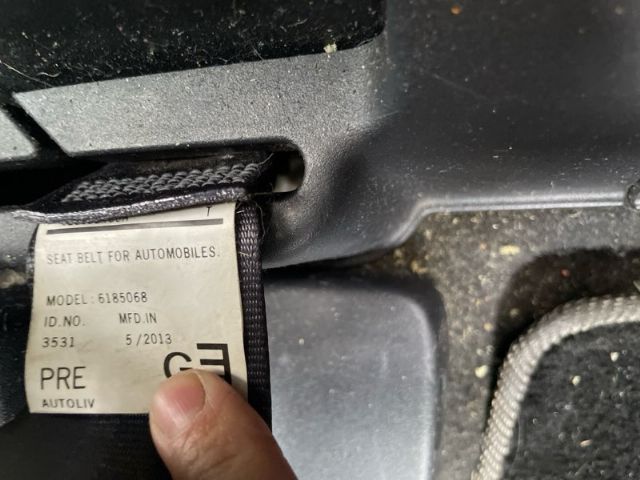 T
SEAT BELT FOR AUTOMOBILES.
MODEL:6185068
ID.NO. MFD.IN
3531 5/2013
PRE
AUTOLIV